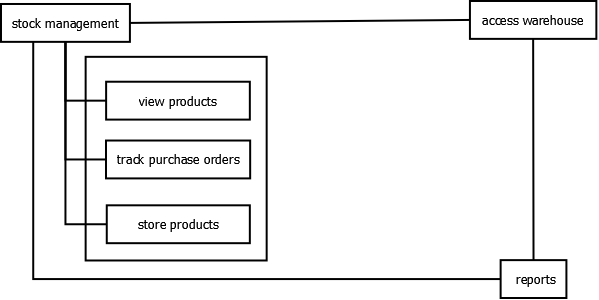 stock management
access warehouse
view products
track purchase orders
store products
reports